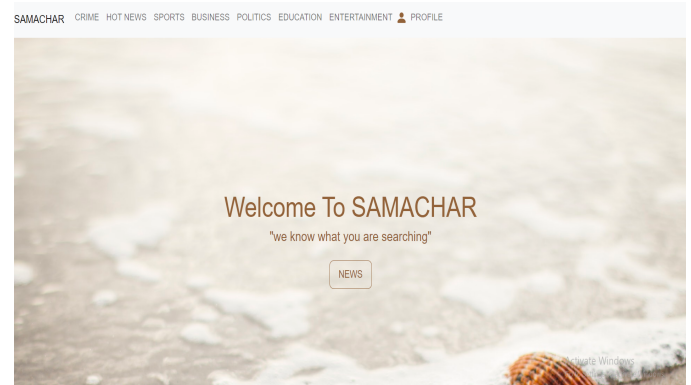 SAMACHAR CRIME HOT NEWS SPORTS BUSINESS POLITICS EDUCATION ENTERTAINMENT PROFILE
Welcome To SAMACHAR
"we know what you are searching"
NEWS
Activate Windows